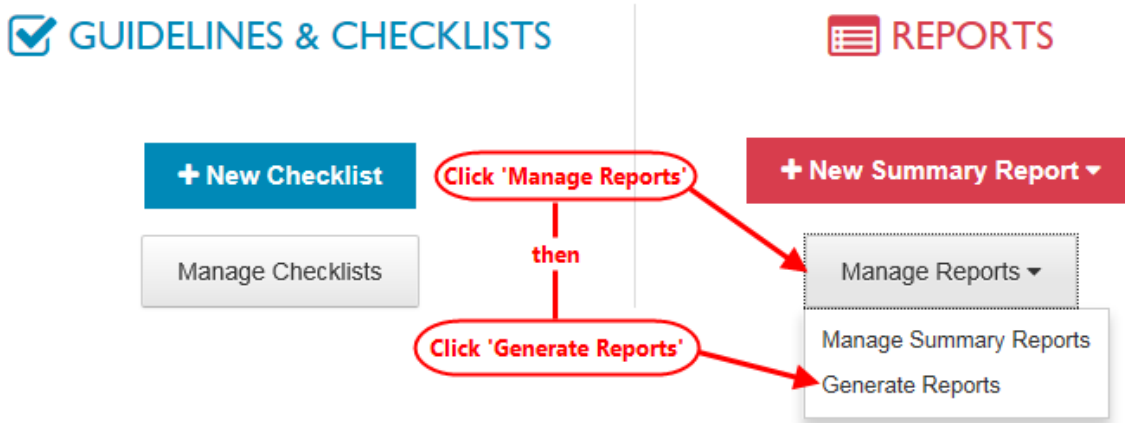 GUIDELINES & CHECKLISTS
REPORTS
+ New Checklist
Click 'Manage Reports'
+ New Summary Report
then
Manage Checklists
Manage Reports
Click 'Generate Reports'
Manage Summary Reports
Generate Reports